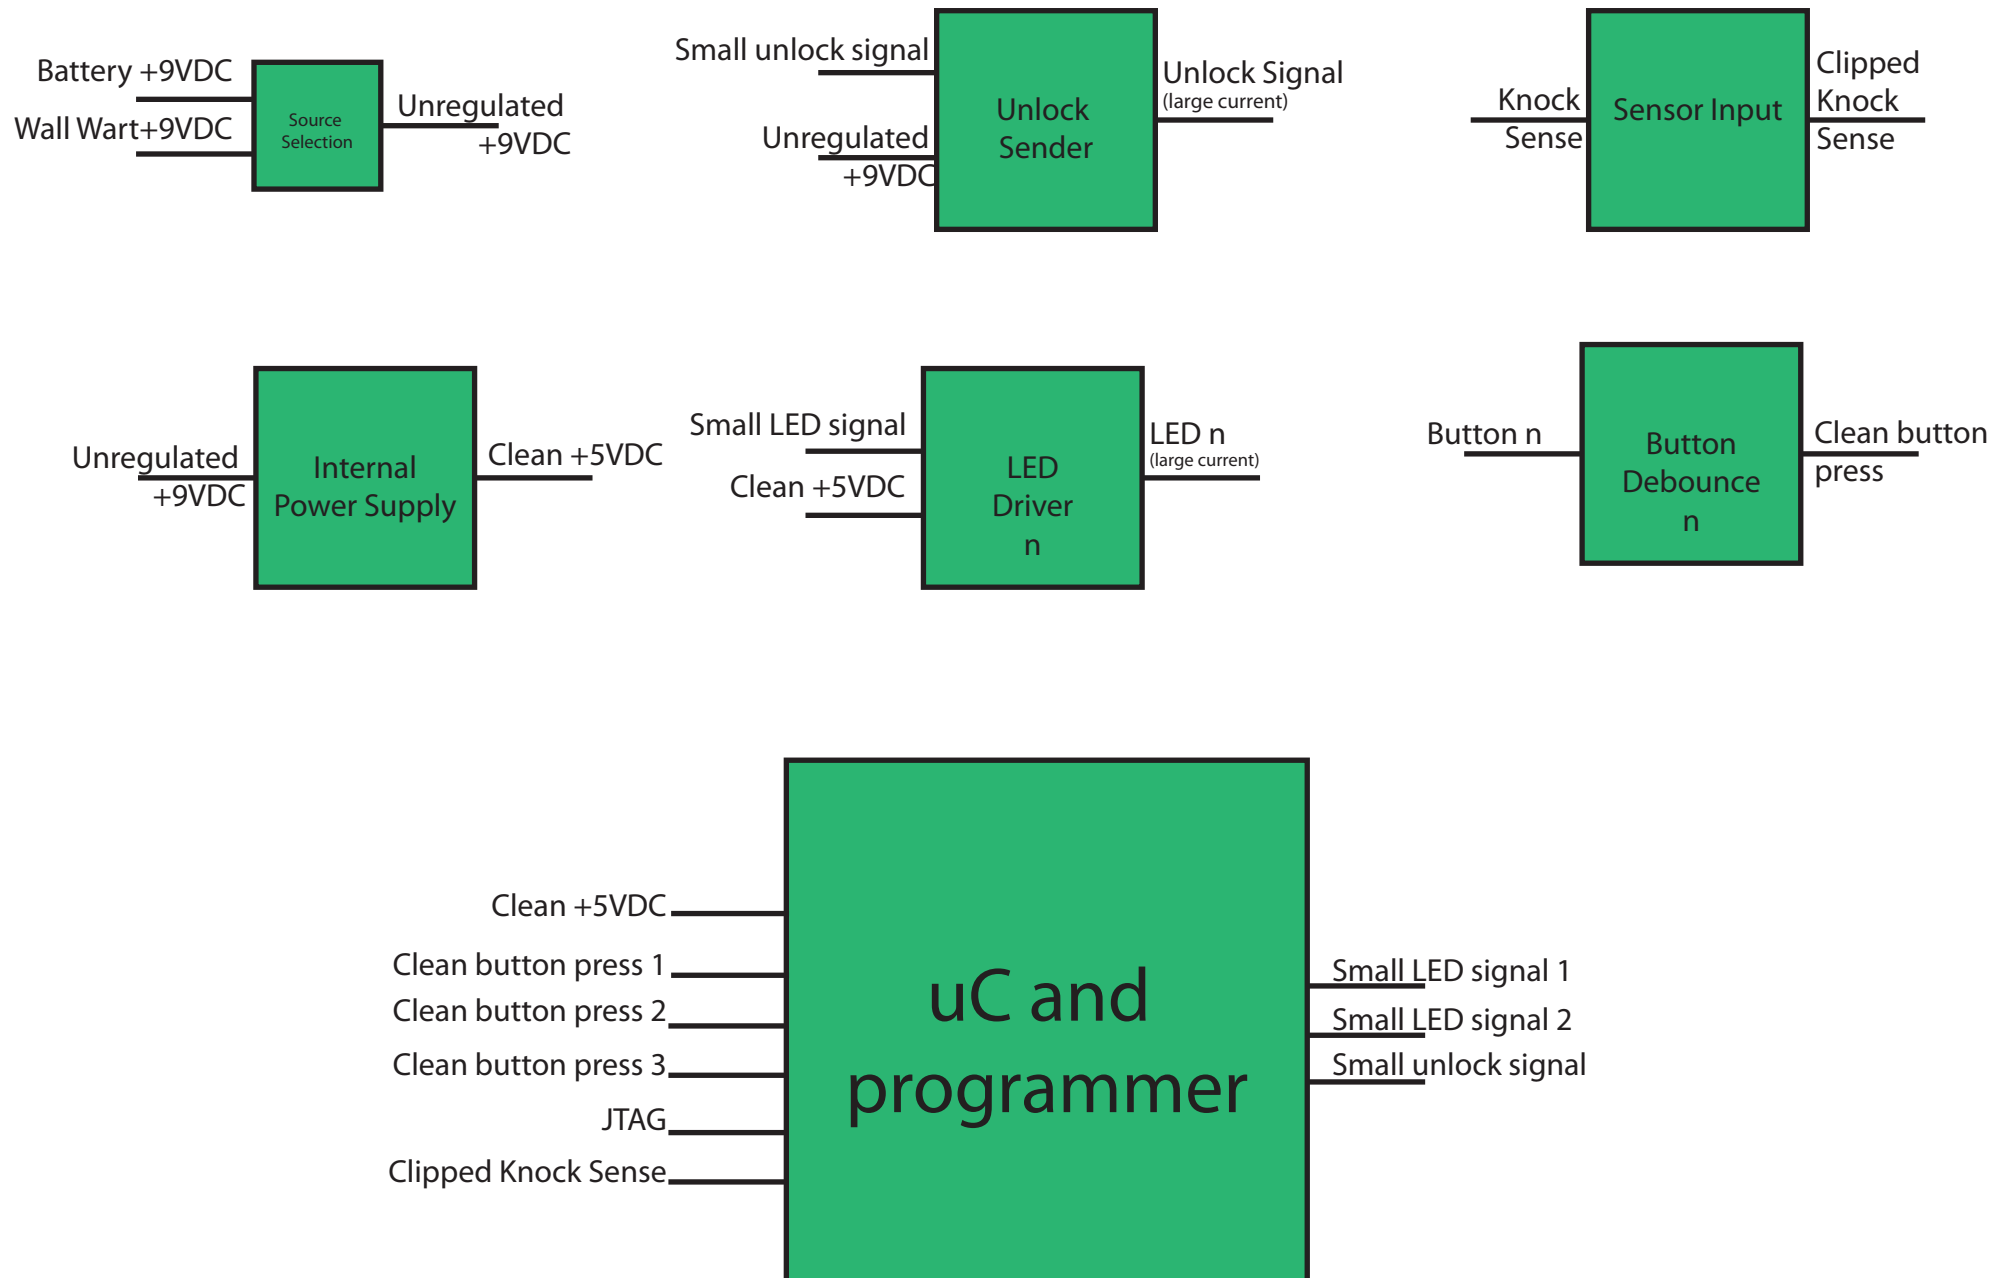 Battery +9VDC
Wall Wart+9VDC
Source
Selection
Unregulated
+9VDC
Small unlock signal
Unregulated
+9VDC
Unlock
Sender
Unlock Signal
(large current)
Knock
Sense
Sensor Input
Clipped
Knock
Sense
Unregulated
+9VDC
Internal
Power Supply
Clean +5VDC
Small LED signal
Clean +5VDC
LED
Driver
n
LED n
(large current)
Button n
Button
Debounce
n
Clean button
press
Clean +5VDC
Clean button press 1
Clean button press 2
Clean button press 3
JTAG
Clipped Knock Sense
uC and
programmer
Small LED signal 1
Small LED signal 2
Small unlock signal